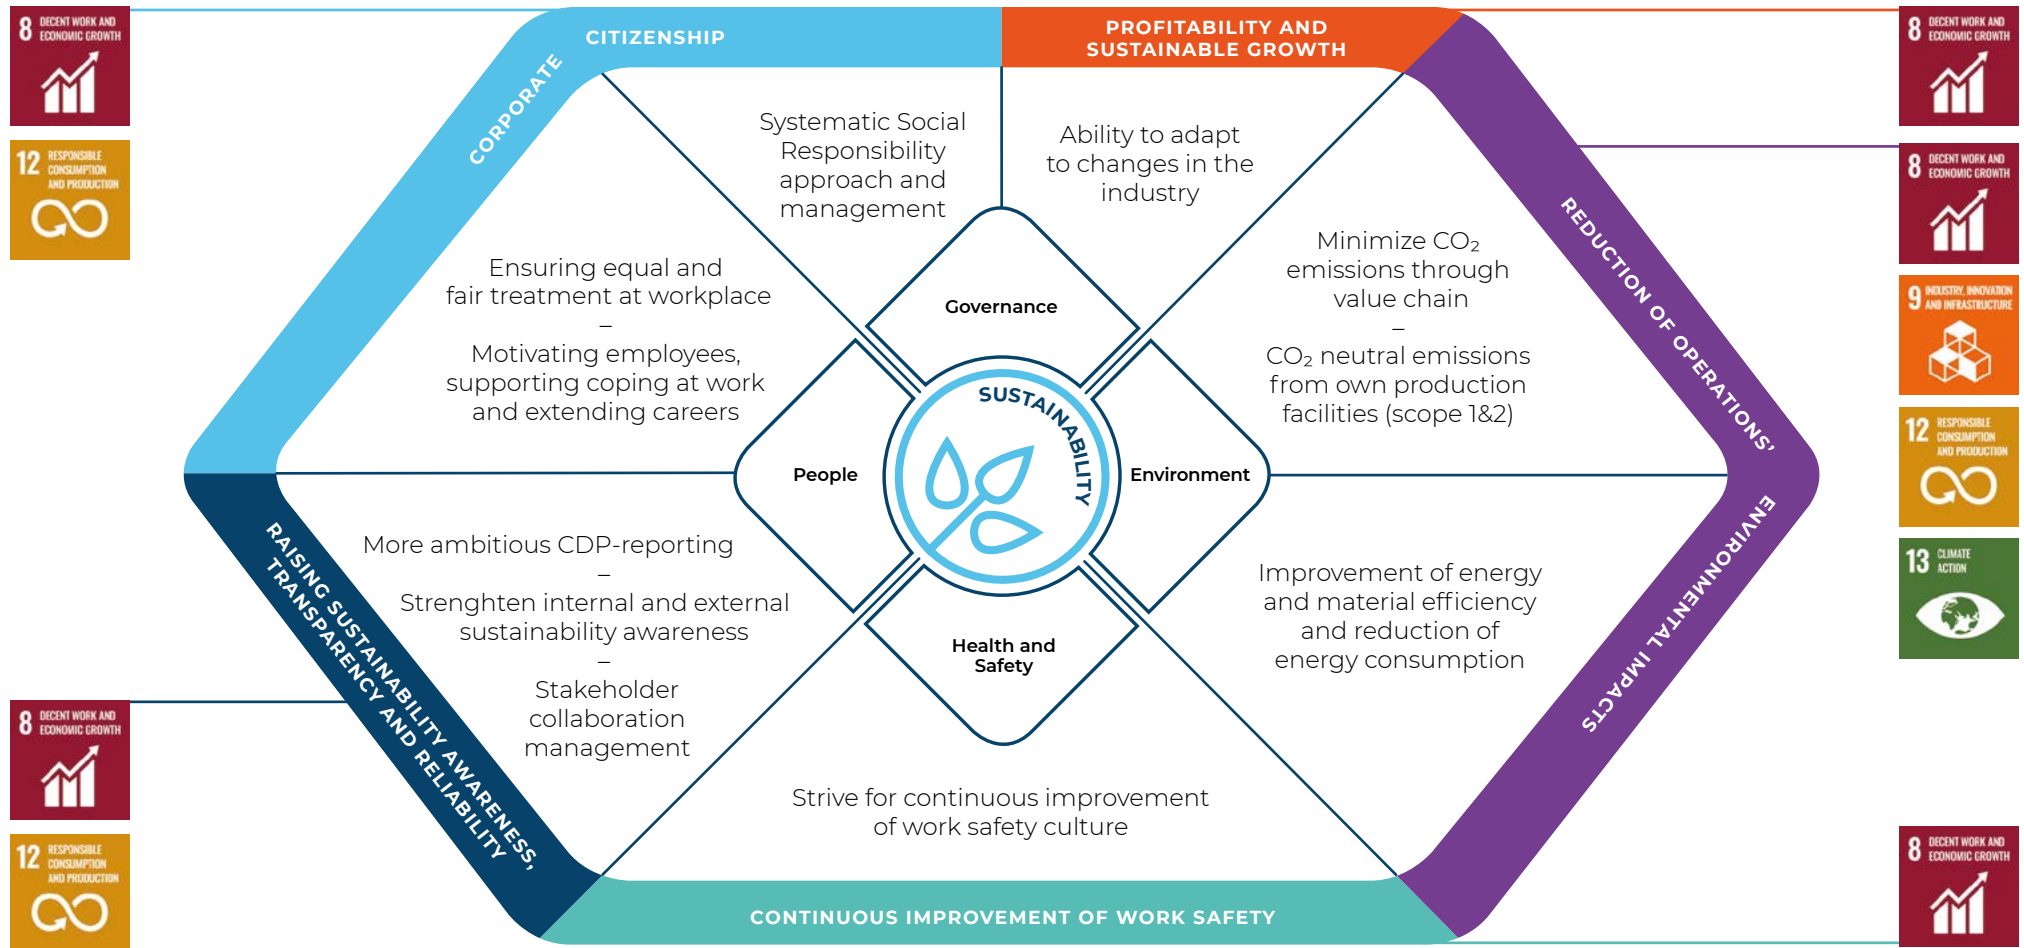 8 DECENT WORK AND
ECONOMIC GROWTH
12 RESPONSIBLE
CONSUMPTION
AND PRODUCTION
CORPORATE
CITIZENSHIP
PROFITABILITY AND
SUSTAINABLE GROWTH
8 DECENT WORK AND
ECONOMIC GROWTH
8 DECENT WORK AND
ECONOMIC GROWTH
9 INDUSTRY, INNOVATION
AND INFRASTRUCTURE
12 RESPONSIBLE
CONSUMPTION
AND PRODUCTION
13 CLIMATE
ACTION
REDUCTION OF OPERATIONS’
ENVIRONMENTAL IMPACTS
Systematic Social
Responsibility
approach and
management
Ability to adapt
to changes in the
industry
Ensuring equal and
fair treatment at workplace
–
Motivating employees,
supporting coping at work
and extending careers
Minimize CO₂
emissions through
value chain
–
CO₂ neutral emissions
from own production
facilities (scope 1&2)
Governance
People
SUSTAINABILITY
Environment
Health and
Safety
More ambitious CDP-reporting
–
Strenghten internal and external
sustainability awareness
–
Stakeholder
collaboration
management
Improvement of energy
and material efficiency
and reduction of
energy consumption
Strive for continuous improvement
of work safety culture
RAISING SUSTAINABILITY AWARENESS,
TRANSPARENCY AND RELIABILITY
CONTINUOUS IMPROVEMENT OF WORK SAFETY
8 DECENT WORK AND
ECONOMIC GROWTH
12 RESPONSIBLE
CONSUMPTION
AND PRODUCTION
8 DECENT WORK AND
ECONOMIC GROWTH